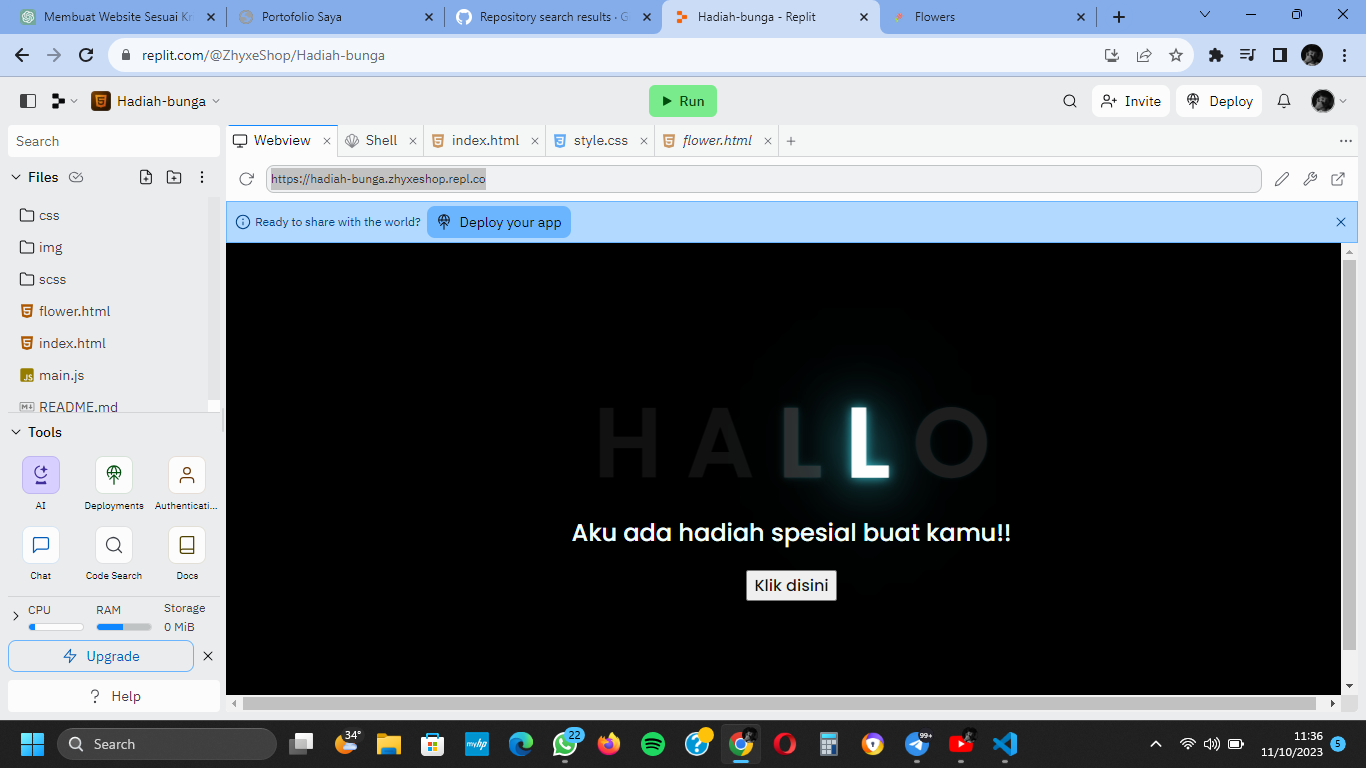 Membuat Website Sesuai Kr
Portofolio Saya
Repository search results · G
Hadiah-bunga - Replit
Flowers
replit.com/@ZhyxeShop/Hadiah-bunga
Hadiah-bunga
Run
Invite
Deploy
Search
Webview
Shell
index.html
style.css
flower.html
Files
https://hadiah-bunga.zhyxeshop.repl.co
css
Ready to share with the world?
Deploy your app
img
scss
flower.html
index.html
main.js
README.md
HALLO
Tools
Aku ada hadiah spesial buat kamu!!
AI
Deployments
Authenticati...
Klik disini
Chat
Code Search
Docs
CPU
RAM
Storage
0 MiB
Upgrade
? Help
Search
34°
myhp
22
99+
11:36
11/10/2023
5